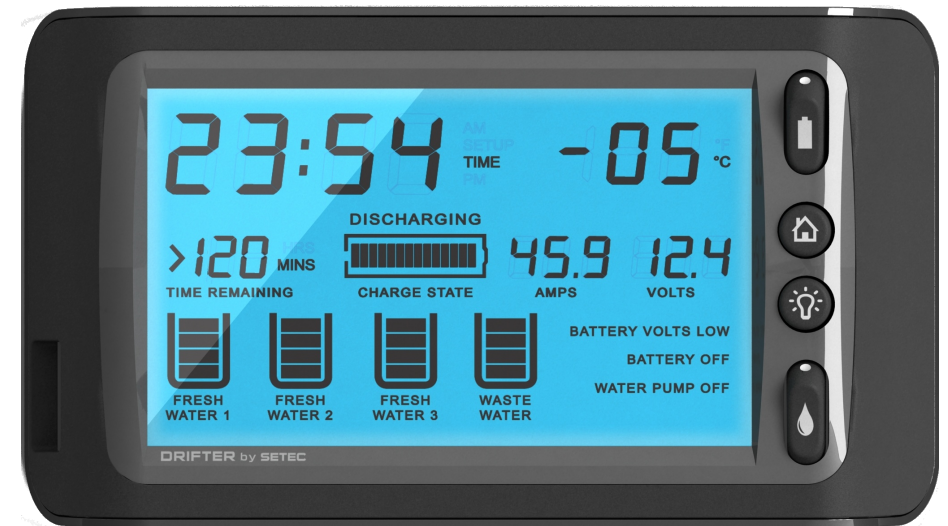 23:54 TIME -05 °C
AM
SETUP
PM
°F
DISCHARGING
>120 HRS MINS 45.9 12.4
TIME REMAINING CHARGE STATE AMPS VOLTS
BATTERY VOLTS LOW
BATTERY OFF
WATER PUMP OFF
FRESH WATER 1
FRESH WATER 2
FRESH WATER 3
WASTE WATER
DRIFTER by SETEC